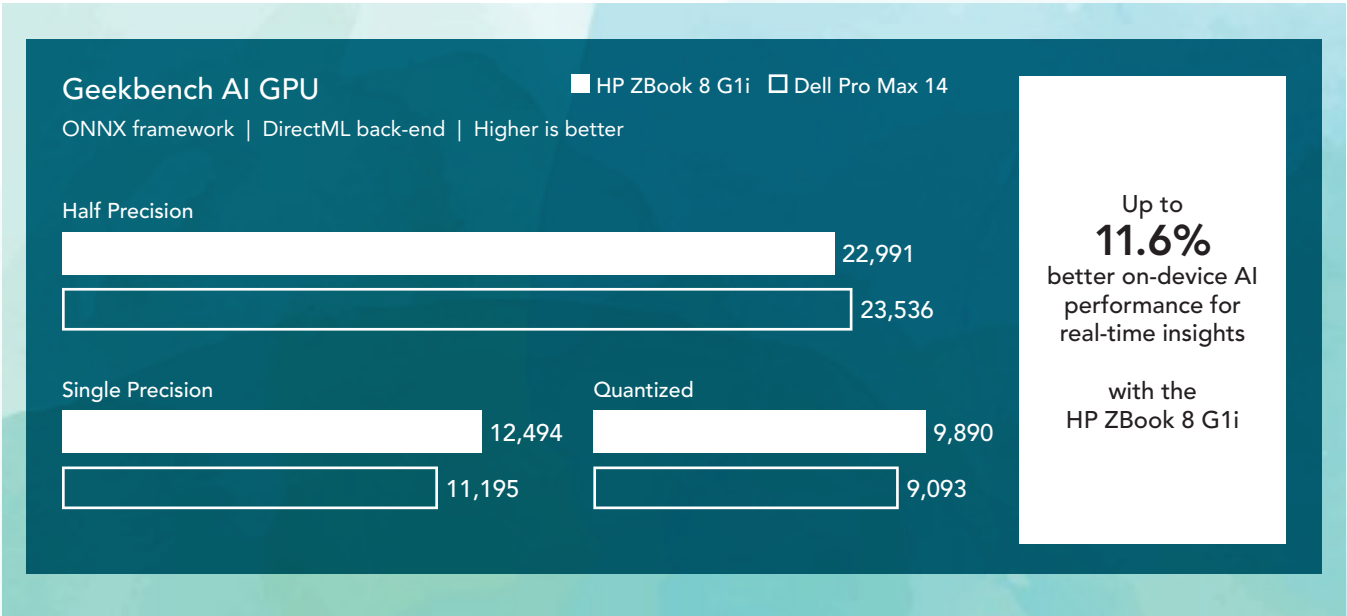 Geekbench AI GPU
HP ZBook 8 G1i Dell Pro Max 14
ONNX framework | DirectML back-end | Higher is better
Half Precision
22,991
23,536
Single Precision
12,494
11,195
Quantized
9,890
9,093
Up to
11.6%
better on-device AI
performance for
real-time insights
with the
HP ZBook 8 G1i